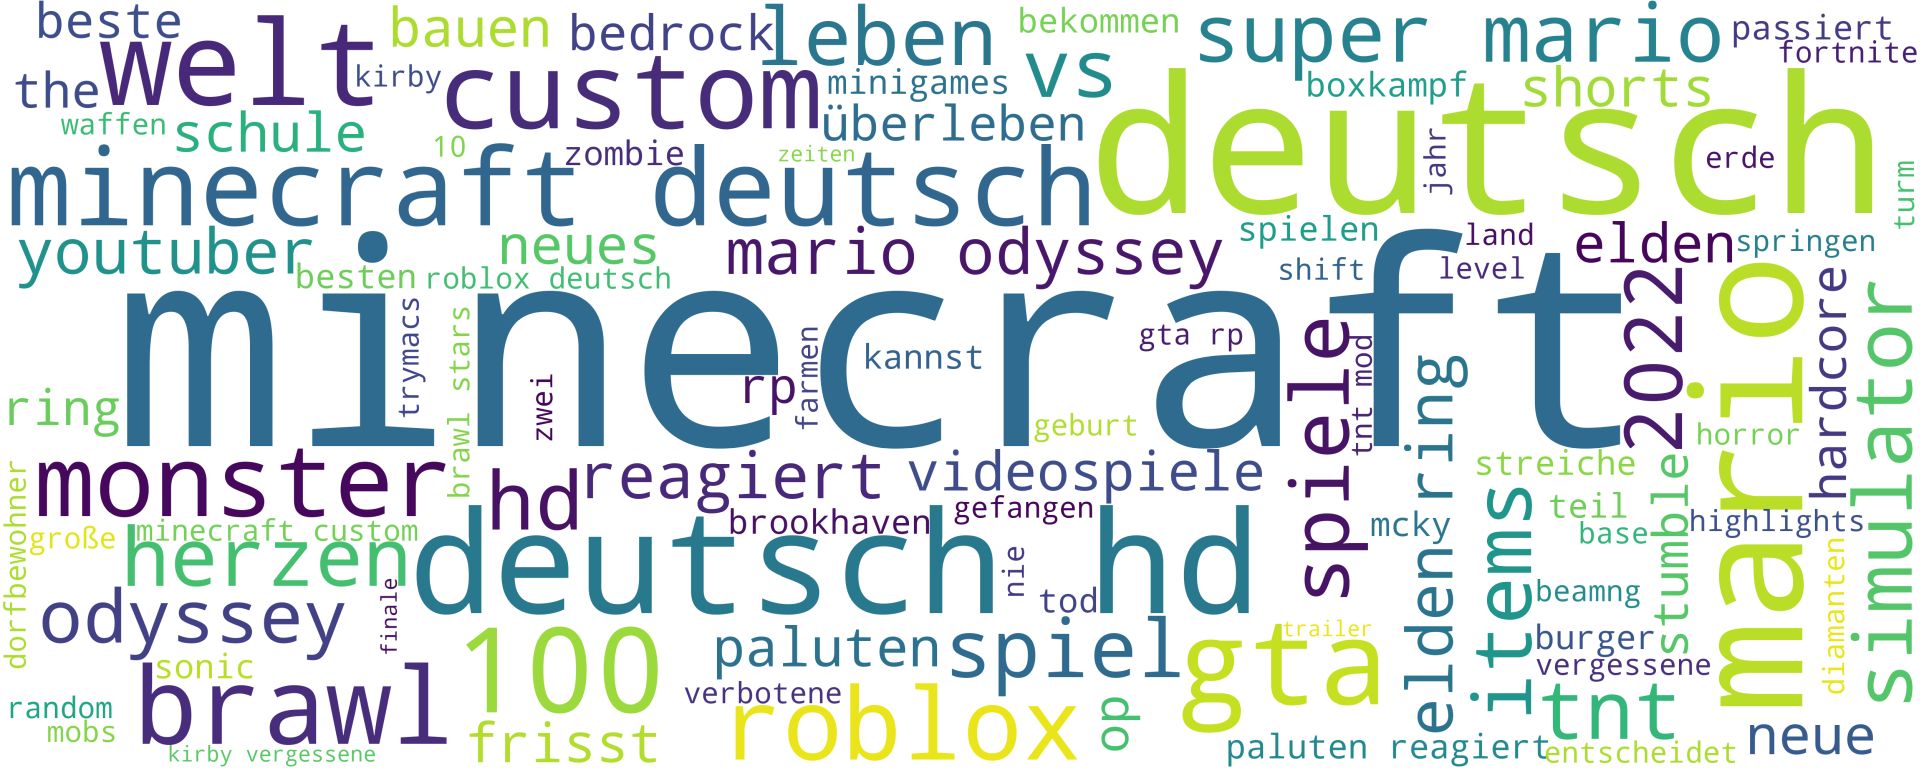 beste
welt
bauen
bedrock
leben
bekommen
super mario
passiert
fortnite
the
kirby
custom
minigames
vs
boxkampf
shorts
waffen
schule
überleben
deutsch
10
zombie
zeiten
jahr
erde
minecraft deutsch
turm
youtuber
neues
mario odyssey
spielen
land
elden
springen
besten
roblox deutsch
shift
level
minecraft
2022
mario
hardcore
simulator
trymacs
brawl stars
farmen
gta rp
kannst
spiele
tnt mod
elden ring
ring
zwei
rp
geburt
horror
monster
hd
reagiert
videospiele
streiche
stumble
dorfbewohner
große
minecraft custom
herzen
deutsch hd
brookhaven
gefangen
mcky
items
teil
base
highlights
diamanten
odyssey
finale
nie
tod
beamng
100
paluten
spiel
gta
trailer
burger
vergessene
sonic
brawl
random
mobs
kirby vergessene
frisst
verbotene
roblox
op
tnt
paluten reagiert
entscheidet
neue